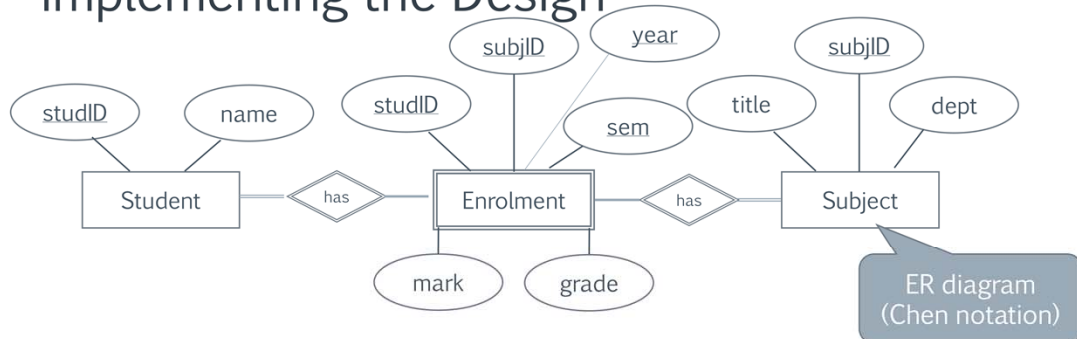 Implementing the Design
subjID
year
subjID
studID
name
studID
sem
title
dept
Student
has
Enrolment
has
Subject
mark
grade
ER diagram
(Chen notation)